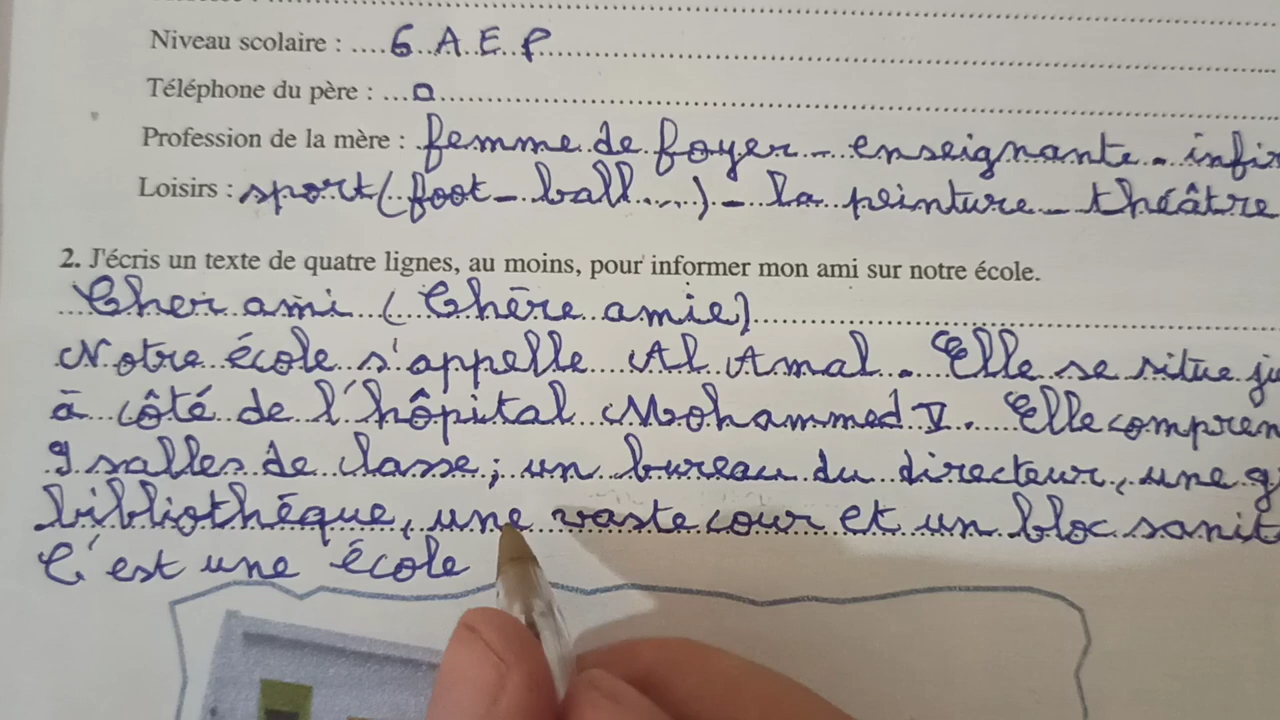 Niveau scolaire : .... 6 A.E.P
Téléphone du père : ... 0
Profession de la mère : femme de foyer - enseignante -
Loisirs : sport (foot-ball....) - la peinture - théâtre
2. J'écris un texte de quatre lignes, au moins, pour informer mon ami sur notre école.
Cher ami (Chère amie)
Notre école s'appelle Al Amal. Elle se situe
à côté de l'hôpital Mohammed V. Elle
9 salles de classe; un bureau du directeur, une
bibliothèque, une vaste cour et un bloc
C'est une école